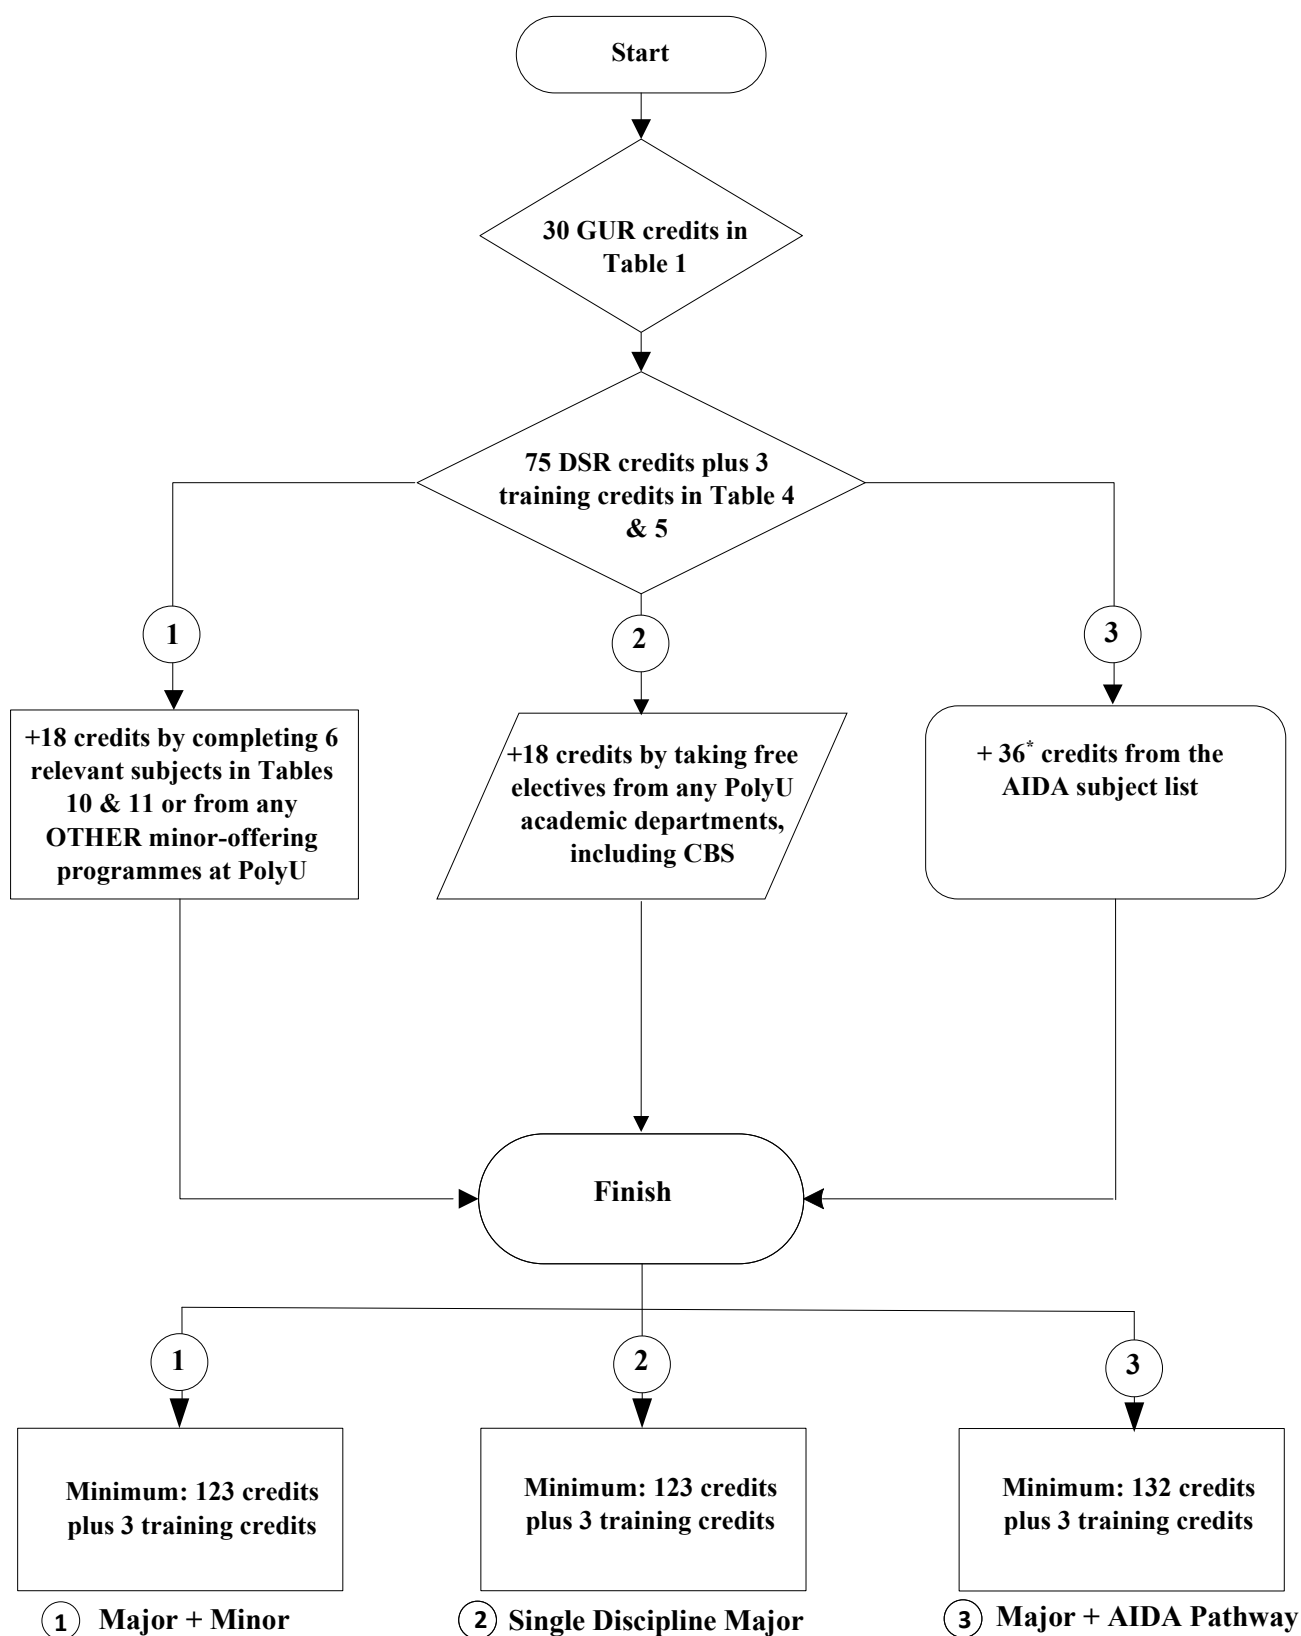 Start
30 GUR credits in
Table 1
75 DSR credits plus 3
training credits in Table 4
& 5
1
2
3
+18 credits by completing 6
relevant subjects in Tables
10 & 11 or from any
OTHER minor-offering
programmes at PolyU
+18 credits by taking free
electives from any PolyU
academic departments,
including CBS
+ 36* credits from the
AIDA subject list
Finish
1
2
3
Minimum: 123 credits
plus 3 training credits
Minimum: 123 credits
plus 3 training credits
Minimum: 132 credits
plus 3 training credits
1 Major + Minor
2 Single Discipline Major
3 Major + AIDA Pathway